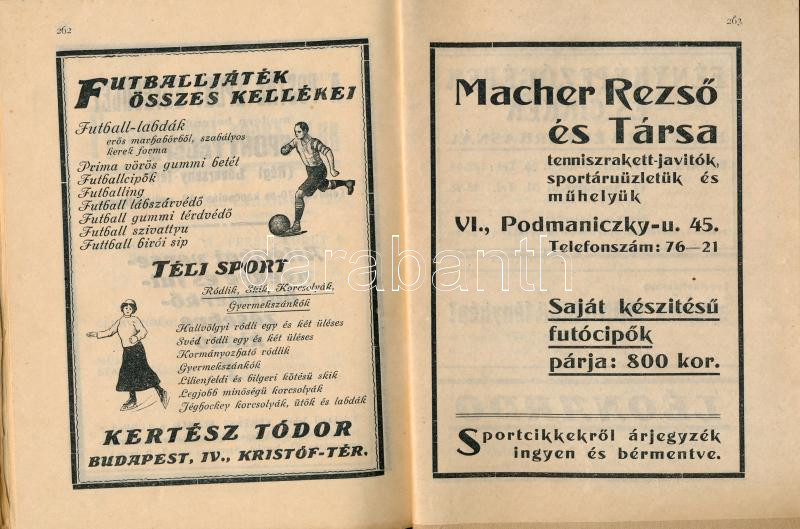 262
FUTBALLJÁTÉK
ÖSSZES KELLÉKEI
Futball-labdák
erős marhabőrből, szabályos
kerek forma
Prima vörös gummi betét
Futballcipők
Futballing
Futball lábszárvédő
Futball gummi térdvédő
Futball szivattyu
Futtball birói sip
TÉLI SPORT
Ródlik, Skik, Korcsolyák,
Gyermekszánkók
Hallvölgyi ródli egy és két üléses
Svéd ródli egy és két üléses
Kormányozható ródlik
Gyermekszánkók
Lilienfeldi és bilgeri kötésü skik
Legjobb minőségü korcsolyák
Jéghockey korcsolyák, ütők és labdák
KERTÉSZ TÓDOR
BUDAPEST, IV., KRISTÓF-TÉR.
263
Macher Rezső
és Társa
tenniszrakett-javitók,
sportáruüzletük és
műhelyük
VI., Podmaniczky-u. 45.
Telefonszám: 76—21
Saját készitésű
futócipők
párja: 800 kor.
Sportcikkekről árjegyzék
ingyen és bérmentve.
darabanth